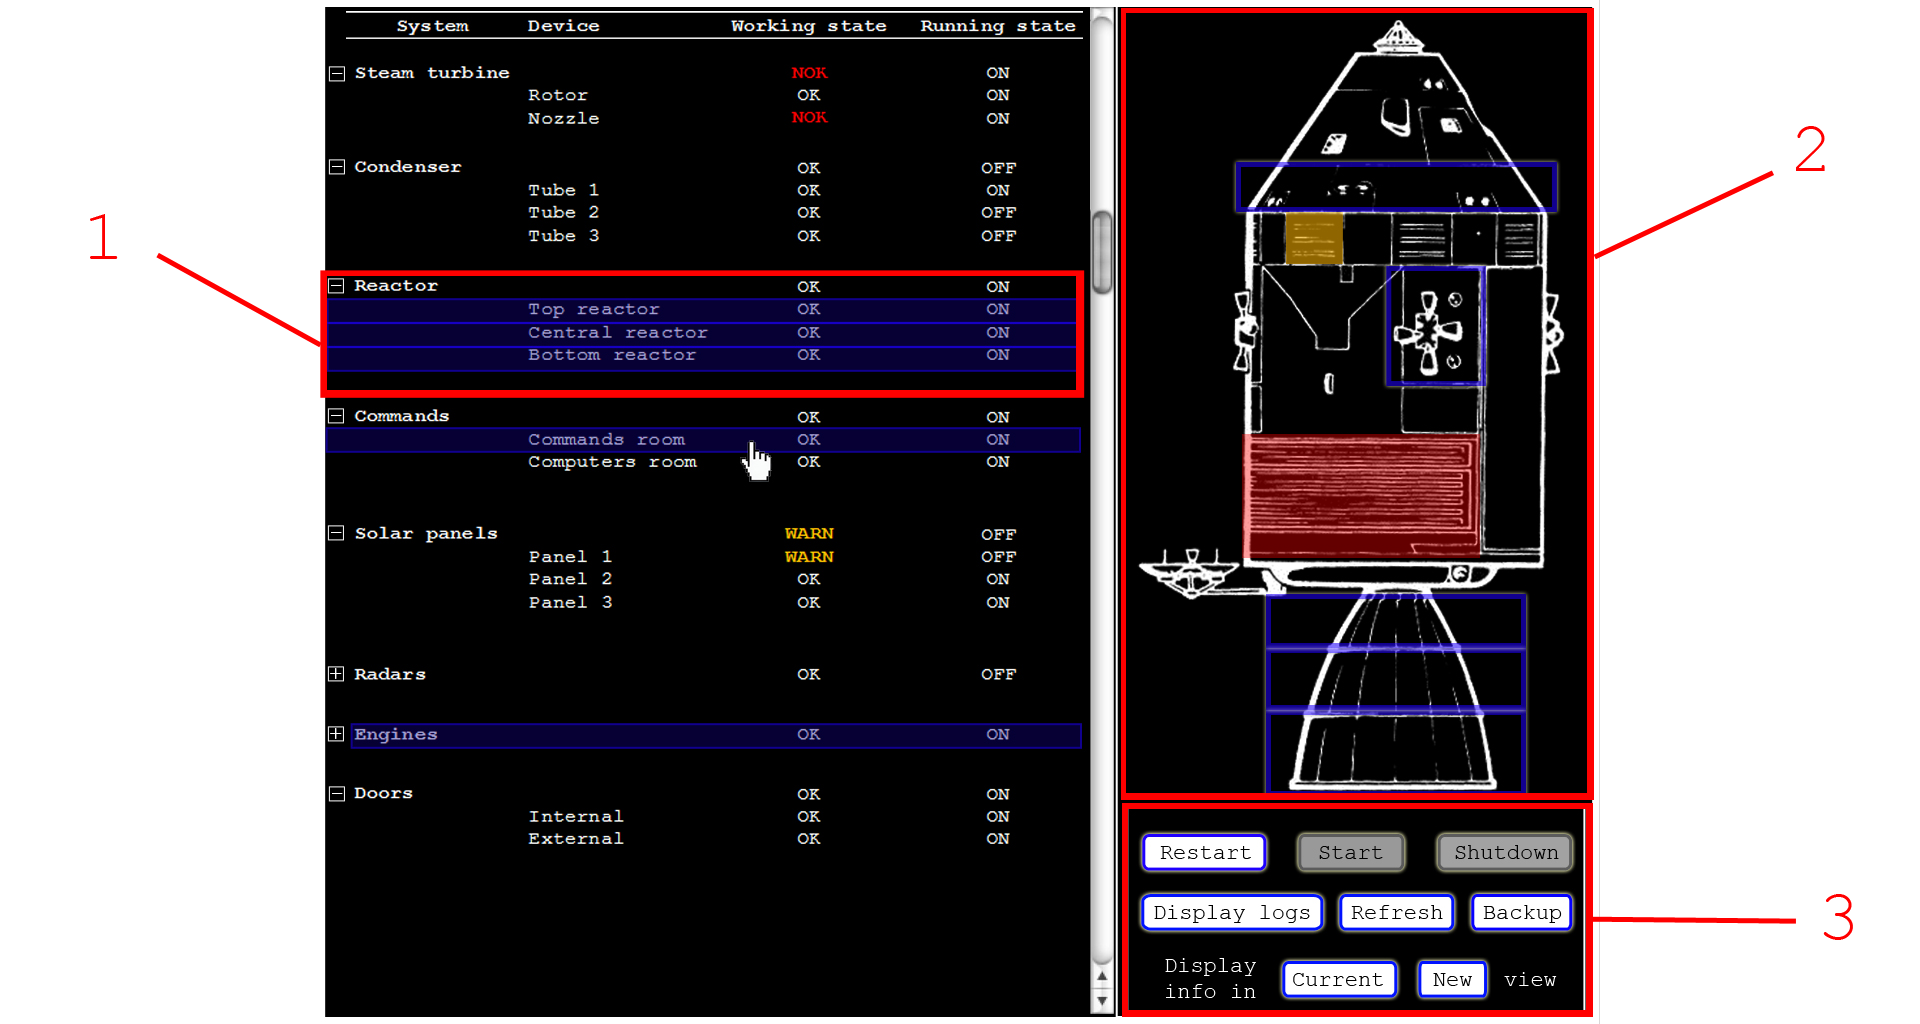 System Device Working state Running state
Steam turbine NOK ON
Rotor OK ON
Nozzle NOK ON
Condenser OK OFF
Tube 1 OK ON
Tube 2 OK OFF
Tube 3 OK OFF
Reactor OK ON
Top reactor OK ON
Central reactor OK ON
Bottom reactor OK ON
Commands OK ON
Commands room OK ON
Computers room OK ON
Solar panels WARN OFF
Panel 1 WARN OFF
Panel 2 OK ON
Panel 3 OK ON
Radars OK OFF
Engines OK ON
Doors OK ON
Internal OK ON
External OK ON
1
2
3
Restart Start Shutdown
Display logs Refresh Backup
Display
info in Current New view